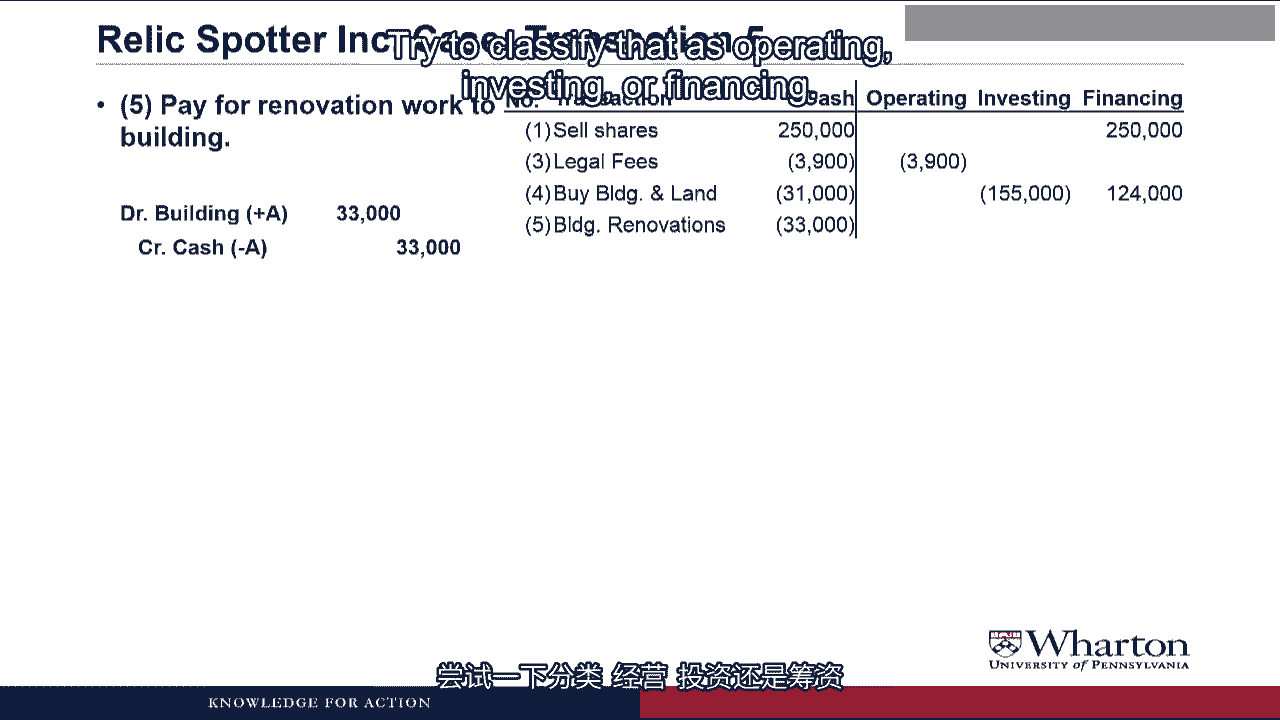 Relic Spotter Inc. Case: Transaction 5
Try to classify that as operating,
investing, or financing.
• (5) Pay for renovation work to
building.
Dr. Building (+A) 33,000
Cr. Cash (-A) 33,000
No. Transaction Cash Operating Investing Financing
(1) Sell shares 250,000 250,000
(3) Legal Fees (3,900) (3,900)
(4) Buy Bldg. & Land (31,000) (155,000) 124,000
(5) Bldg. Renovations (33,000)
Wharton
UNIVERSITY of PENNSYLVANIA
尝试一下分类 经营 投资还是筹资
KNOWLEDGE FOR ACTION